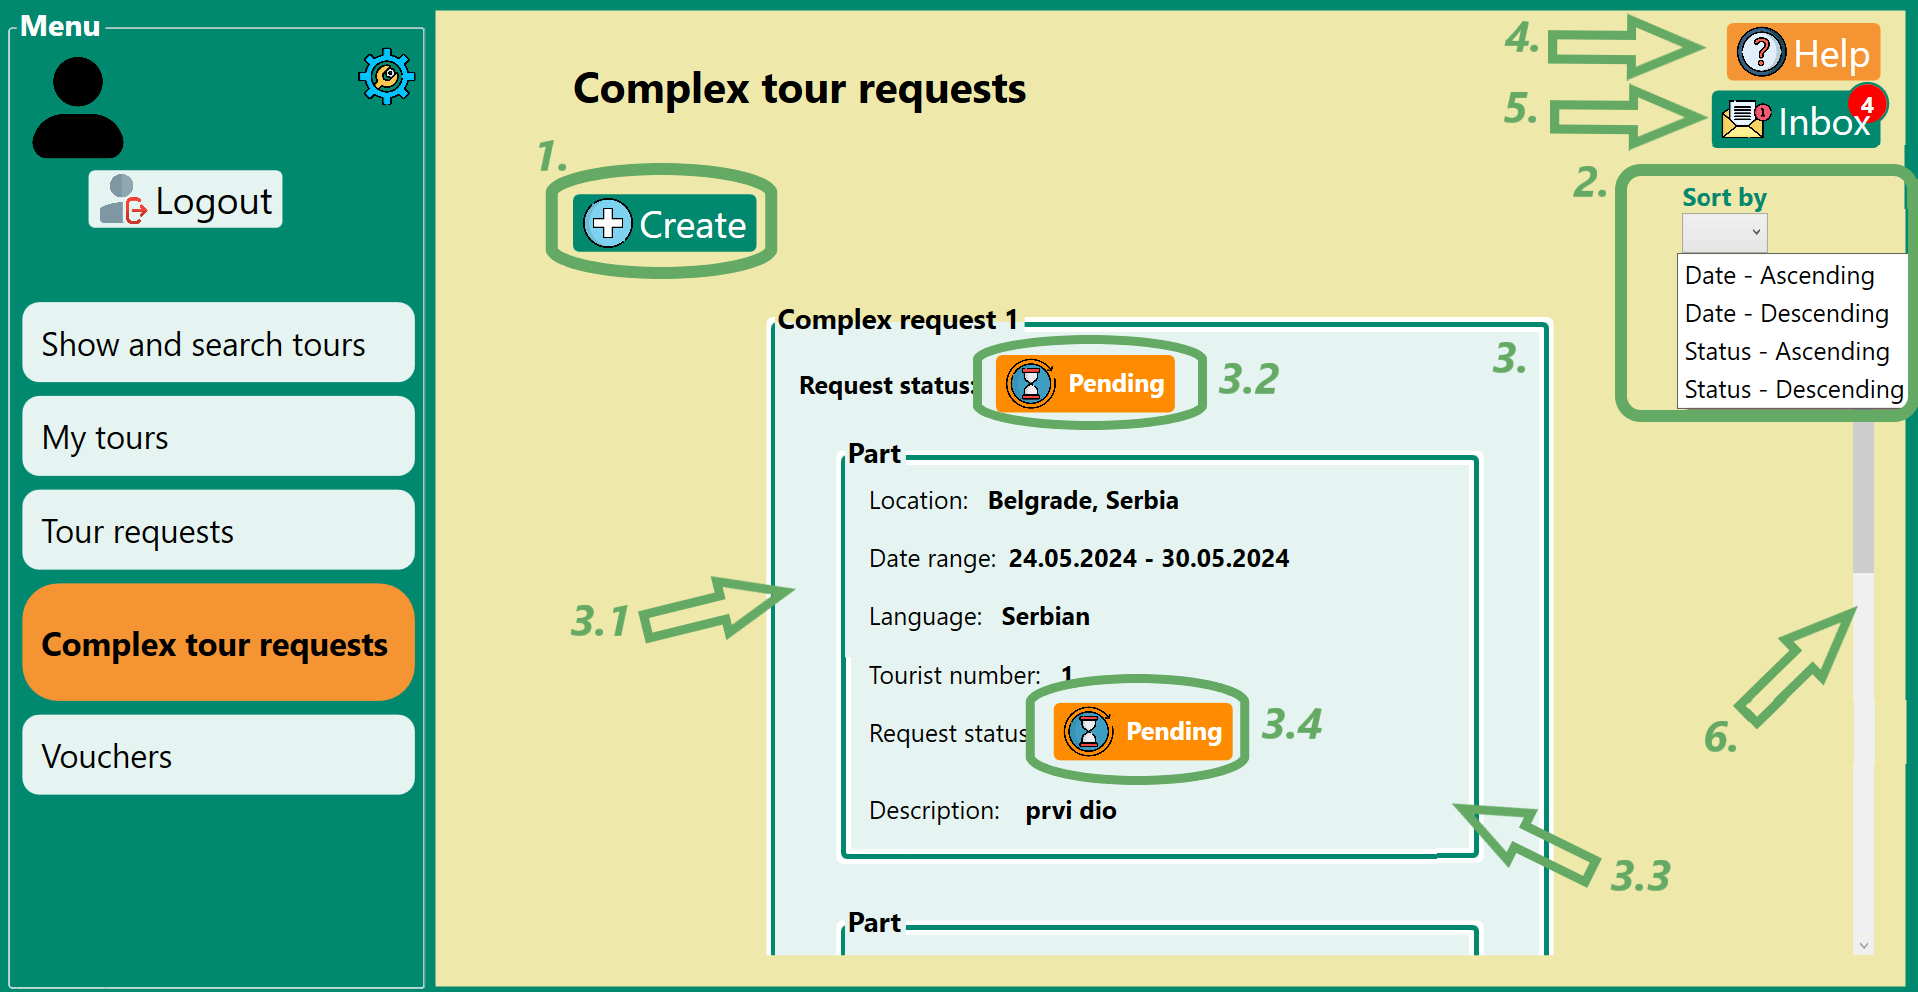 Menu
Logout
Show and search tours
My tours
Tour requests
Complex tour requests
Vouchers
Complex tour requests
4.
? Help
5.
1 Inbox 4
1.
Create
2.
Sort by
Date - Ascending
Date - Descending
Status - Ascending
Status - Descending
Complex request 1
3.
Request status: Pending 3.2
Part
Location: Belgrade, Serbia
Date range: 24.05.2024 - 30.05.2024
3.1
Language: Serbian
Tourist number: 1
Request status Pending 3.4
6.
Description: prvi dio
3.3
Part